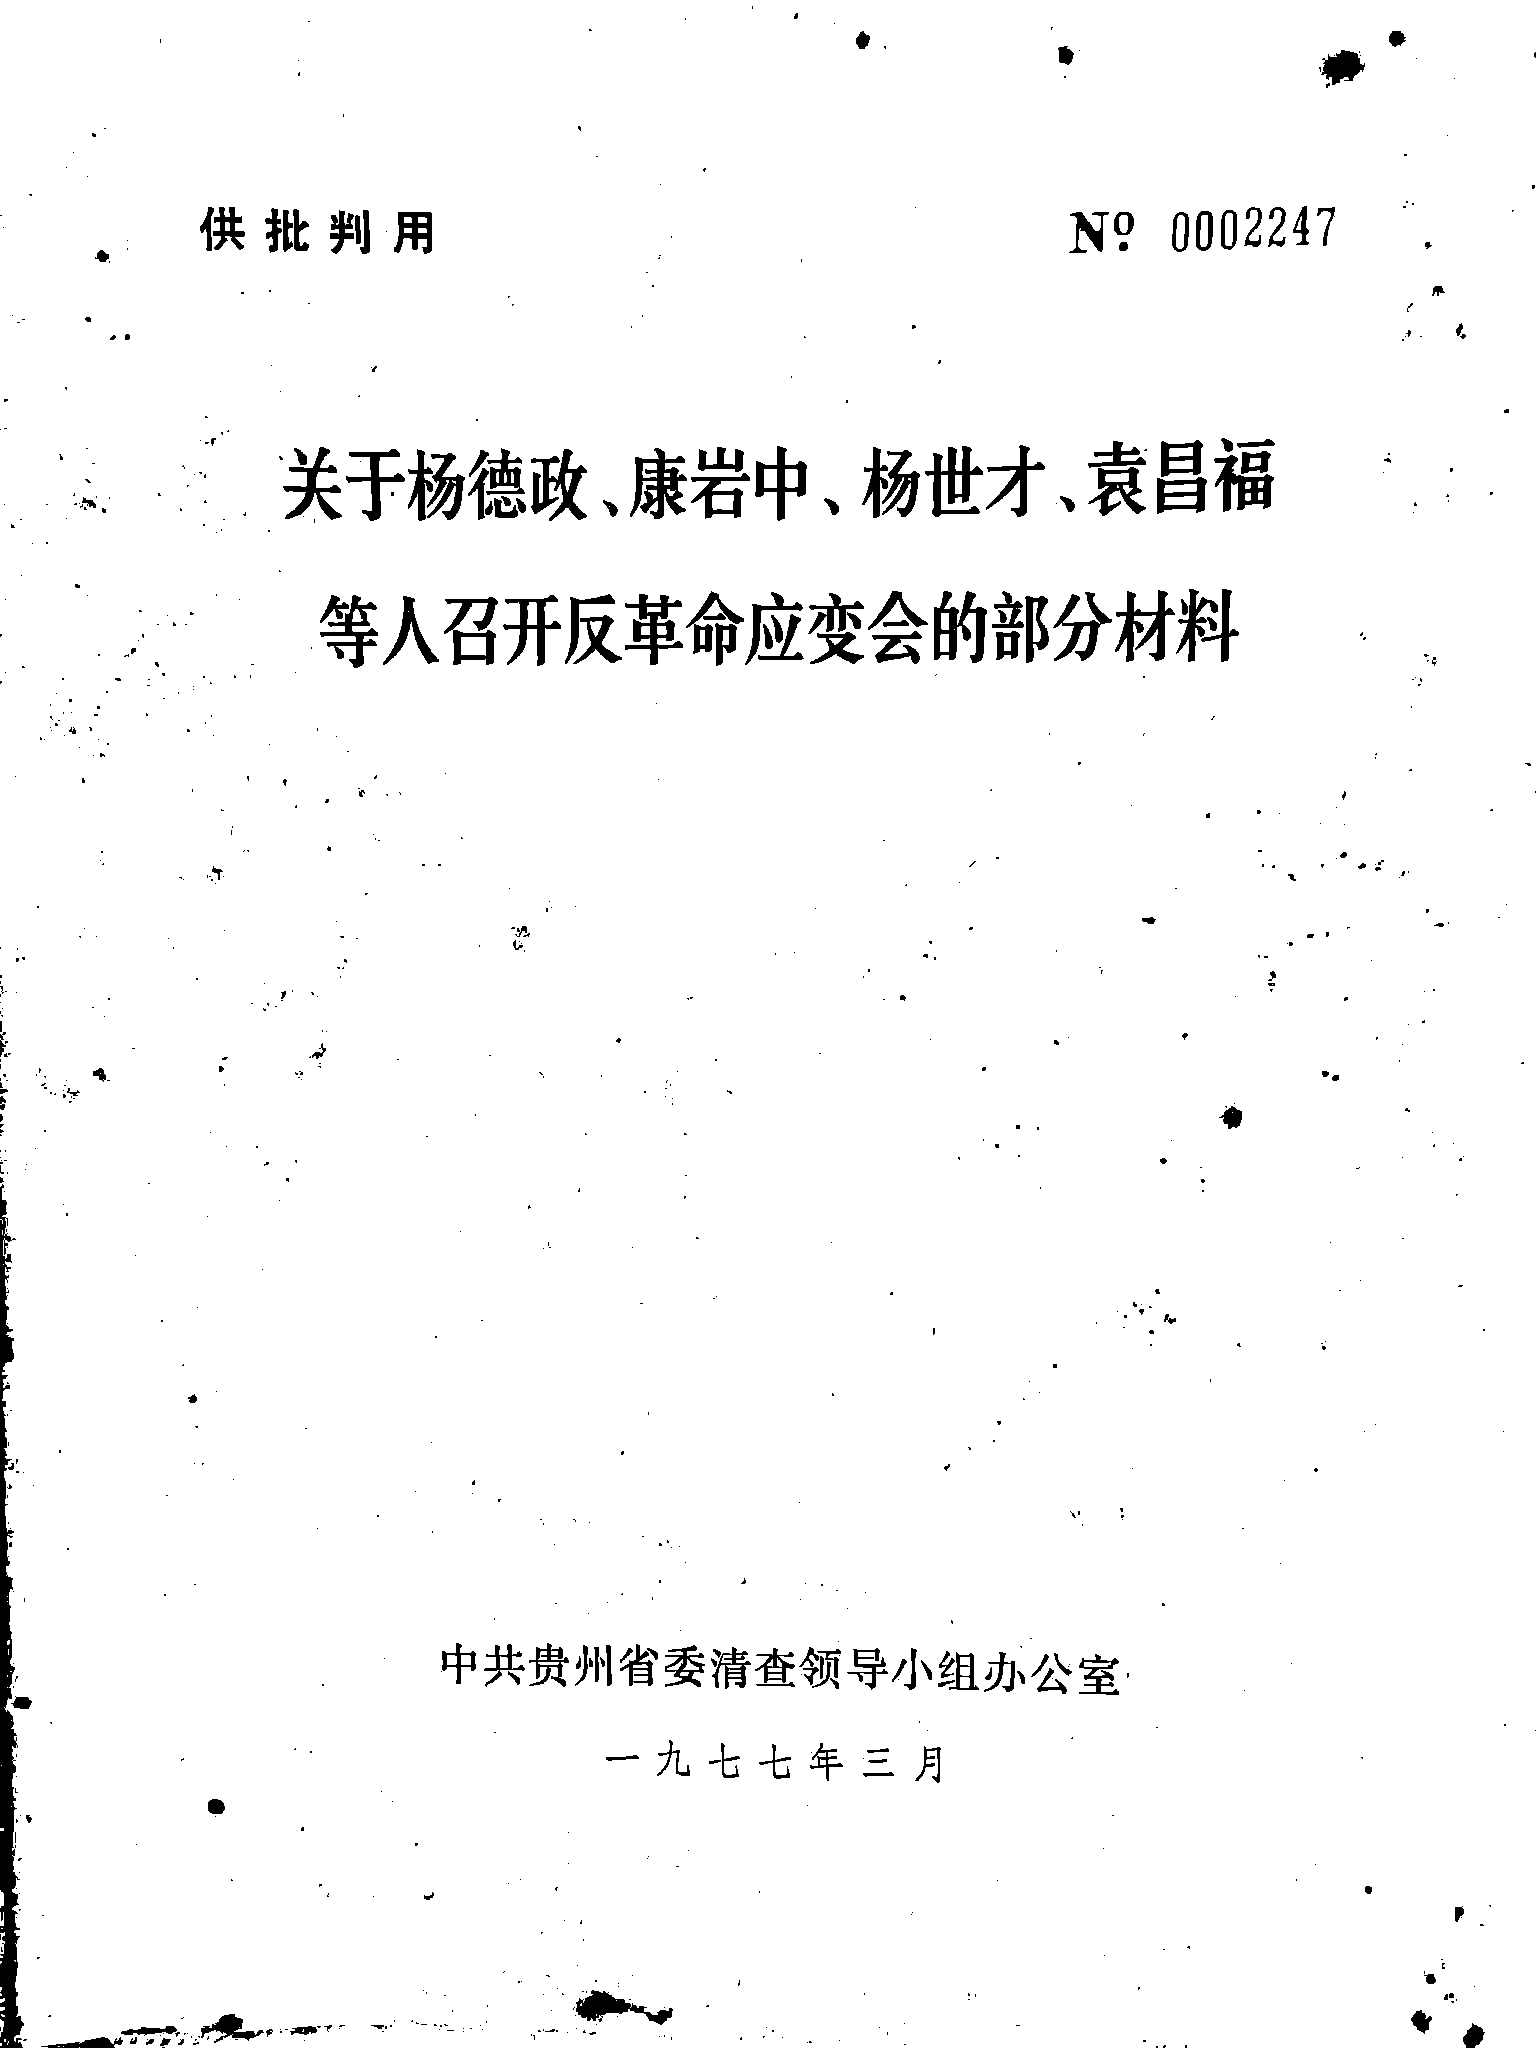 供批判用 No 0002247
关于杨德政、康岩中、杨世才、袁昌福
等人召开反革命应变会的部分材料
中共贵州省委清查领导小组办公室
一九七七年三月